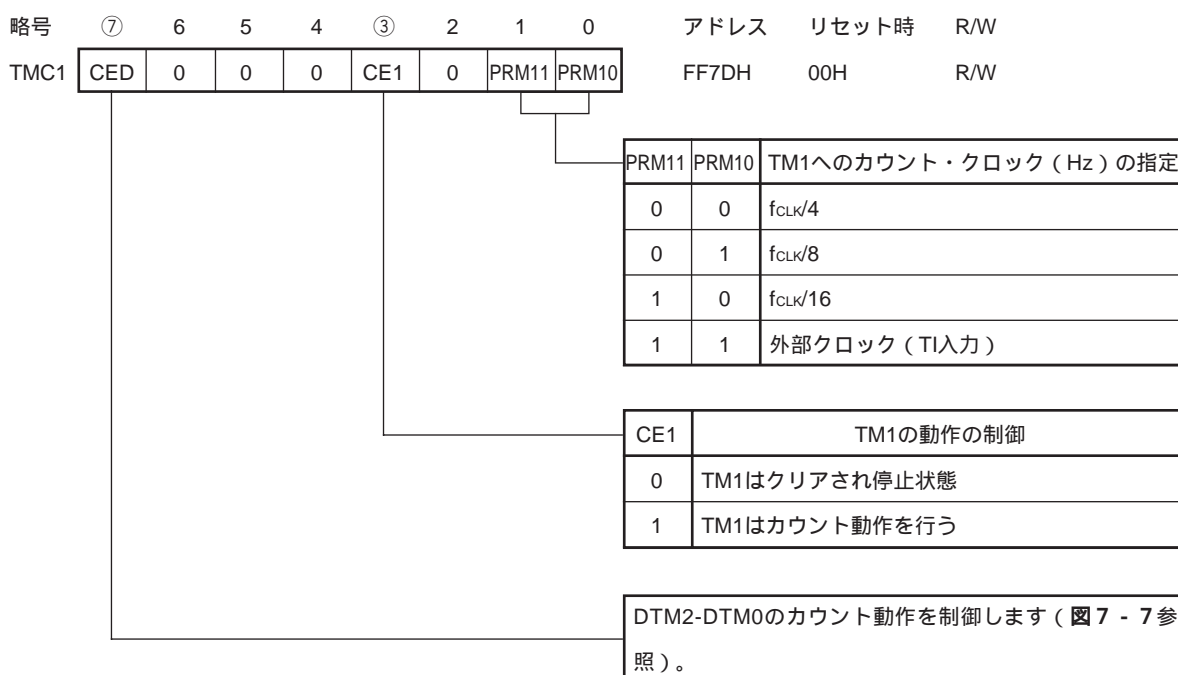 略号 ⑦ 6 5 4 ③ 2 1 0 アドレス リセット時 R/W
TMC1 CED 0 0 0 CE1 0 PRM11 PRM10 FF7DH 00H R/W
PRM11 PRM10 TM1へのカウント・クロック(Hz)の指定
0 0 fCLK/4
0 1 fCLK/8
1 0 fCLK/16
1 1 外部クロック(TI入力)
CE1 TM1の動作の制御
0 TM1はクリアされ停止状態
1 TM1はカウント動作を行う
DTM2-DTM0のカウント動作を制御します(図7-7参
照)。